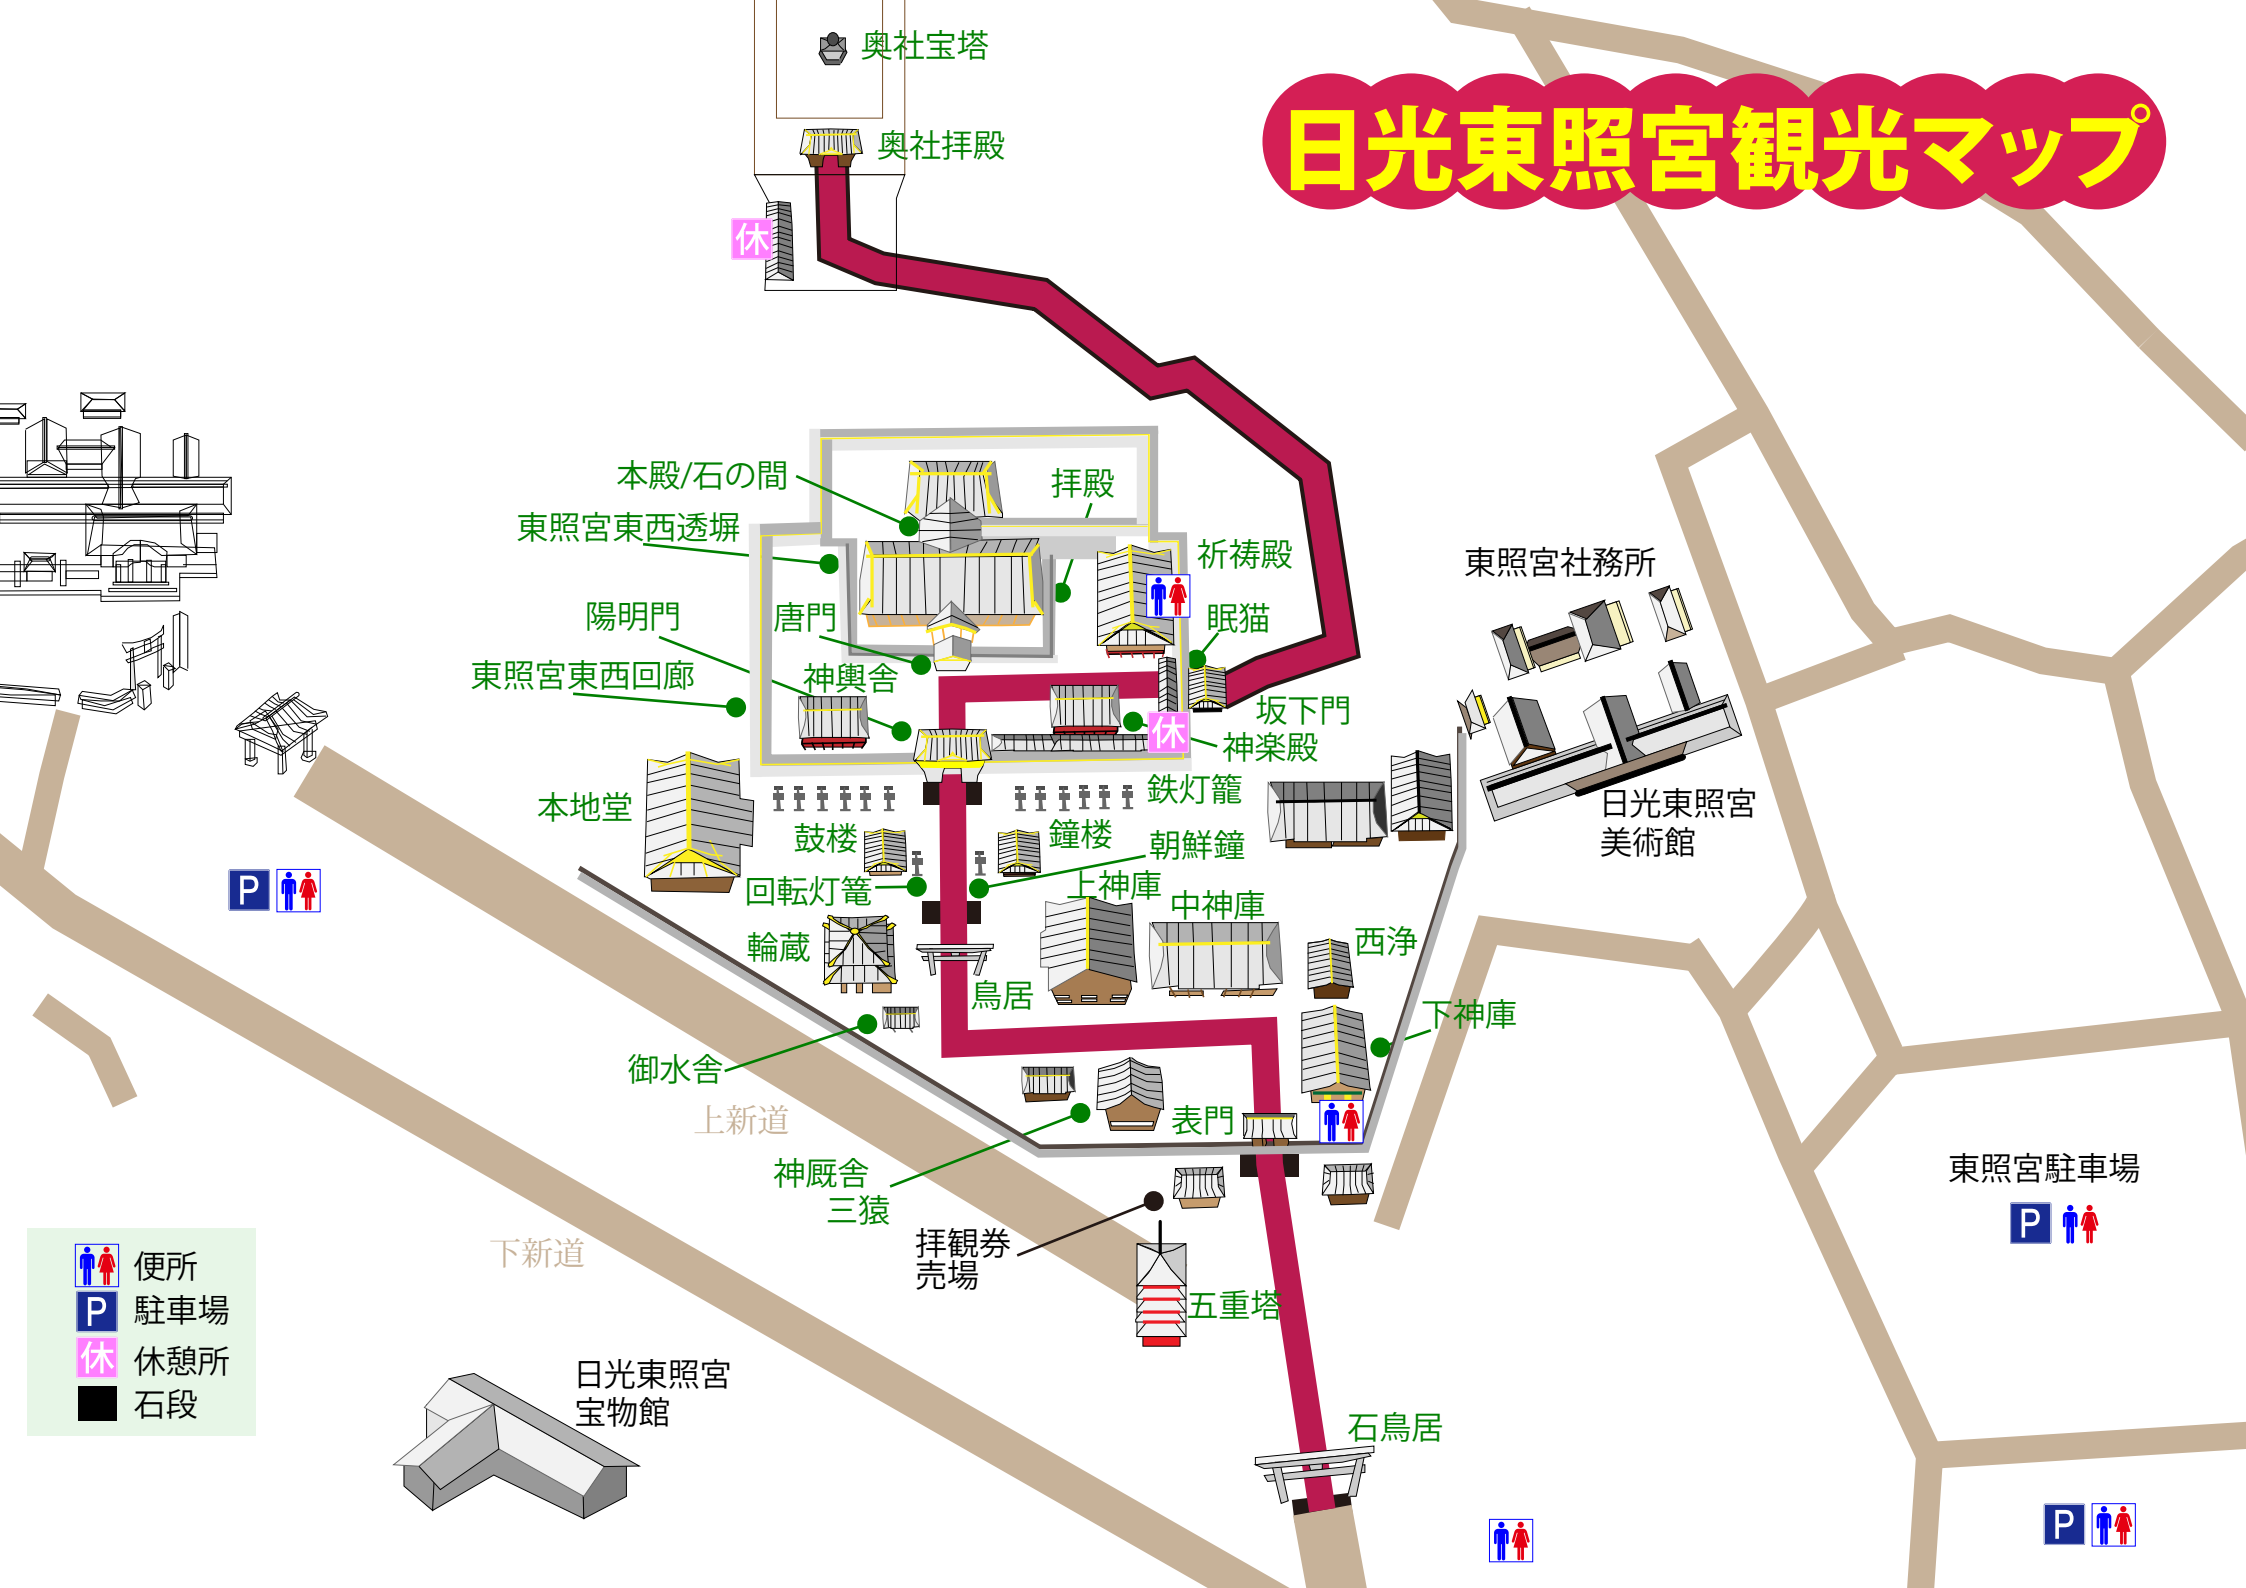 奥社宝塔
日光東照宮観光マップ
奥社拝殿
休
本殿/石の間
拝殿
東照宮東西透塀
祈祷殿
東照宮社務所
陽明門
唐門
眠猫
東照宮東西回廊
神輿舎
坂下門
休
神楽殿
鉄灯籠
本地堂
日光東照宮
美術館
鼓楼
鐘楼
朝鮮鐘
P
回転灯篭
上神庫
中神庫
輪蔵
西浄
鳥居
下神庫
御水舎
上新道
表門
神厩舎
三猿
東照宮駐車場
P
拝観券
売場
下新道
五重塔
便所
P 駐車場
休 休憩所
石段
日光東照宮
宝物館
石鳥居
P